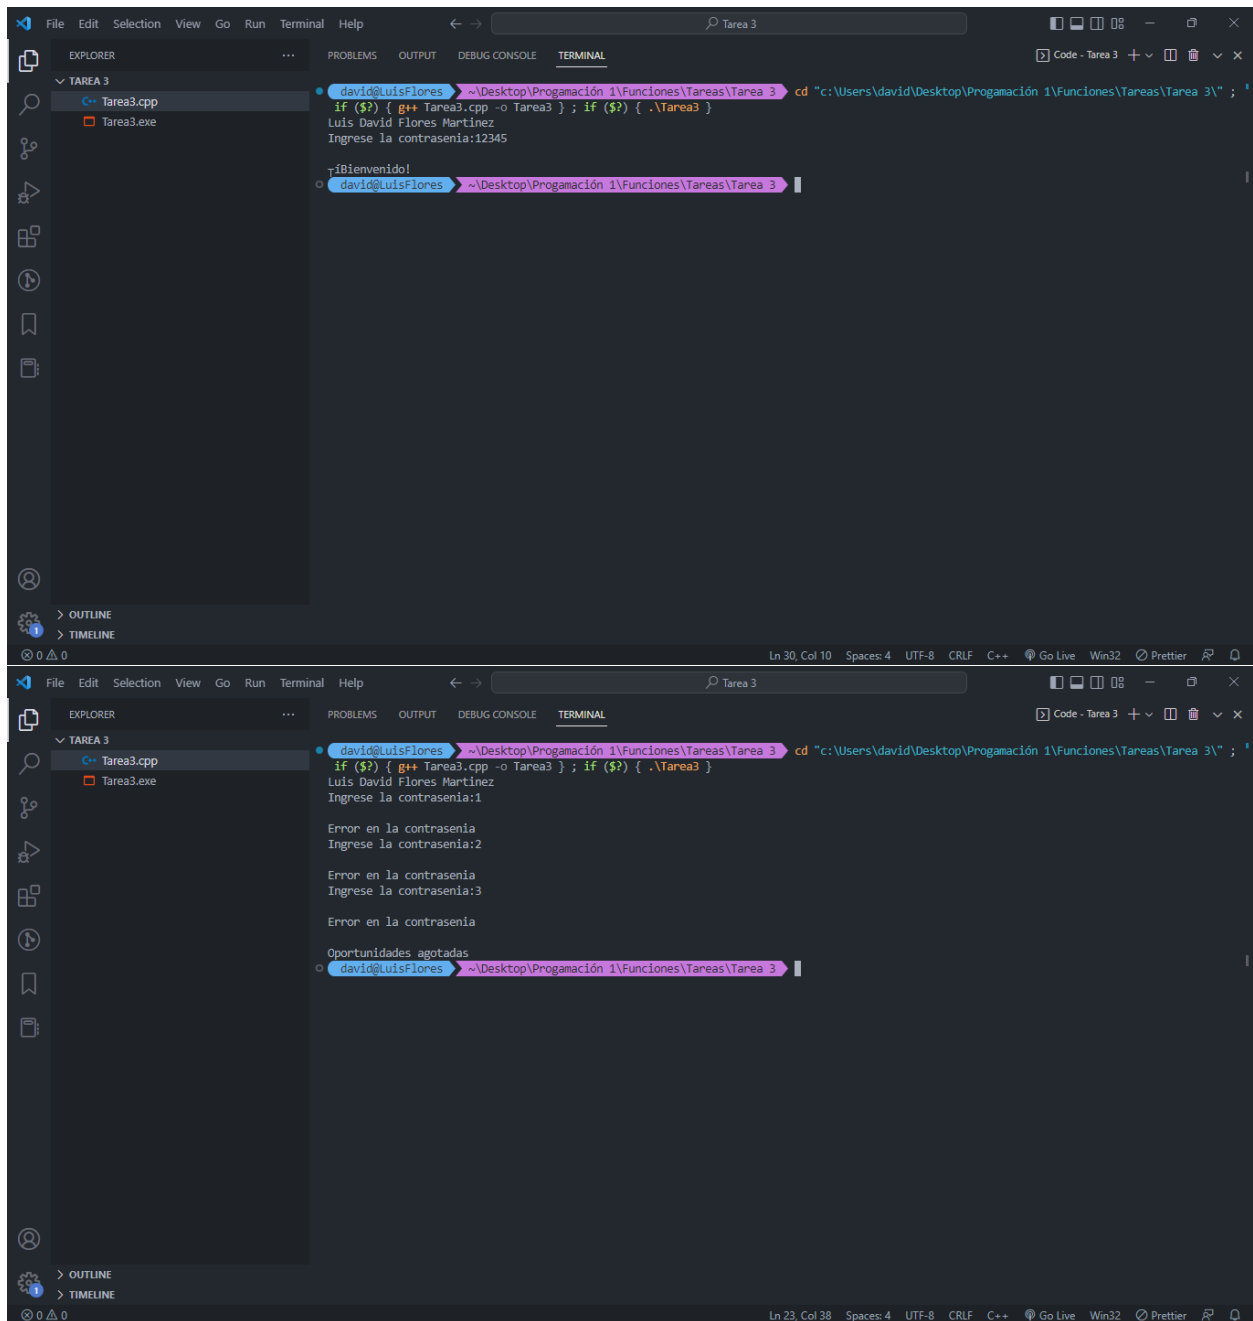 File Edit Selection View Go Run Terminal Help
Tarea 3
EXPLORER
PROBLEMS OUTPUT DEBUG CONSOLE TERMINAL
Code - Tarea 3
TAREA 3
Tarea3.cpp
Tarea3.exe
david@LuisFlores ~\Desktop\Progamación 1\Funciones\Tareas\Tarea 3 cd "c:\Users\david\Desktop\Progamación 1\Funciones\Tareas\Tarea 3\" ;
if ($?) { g++ Tarea3.cpp -o Tarea3 } ; if ($?) { .\Tarea3 }
Luis David Flores Martinez
Ingrese la contrasenia:12345
┬íBienvenido!
david@LuisFlores ~\Desktop\Progamación 1\Funciones\Tareas\Tarea 3
OUTLINE
1
TIMELINE
0 0
Ln 30, Col 10 Spaces: 4 UTF-8 CRLF C++ Go Live Win32 Prettier
File Edit Selection View Go Run Terminal Help
Tarea 3
EXPLORER
PROBLEMS OUTPUT DEBUG CONSOLE TERMINAL
Code - Tarea 3
TAREA 3
Tarea3.cpp
Tarea3.exe
david@LuisFlores ~\Desktop\Progamación 1\Funciones\Tareas\Tarea 3 cd "c:\Users\david\Desktop\Progamación 1\Funciones\Tareas\Tarea 3\" ;
if ($?) { g++ Tarea3.cpp -o Tarea3 } ; if ($?) { .\Tarea3 }
Luis David Flores Martinez
Ingrese la contrasenia:1
Error en la contrasenia
Ingrese la contrasenia:2
Error en la contrasenia
Ingrese la contrasenia:3
Error en la contrasenia
Oportunidades agotadas
david@LuisFlores ~\Desktop\Progamación 1\Funciones\Tareas\Tarea 3
OUTLINE
1
TIMELINE
0 0
Ln 23, Col 38 Spaces: 4 UTF-8 CRLF C++ Go Live Win32 Prettier